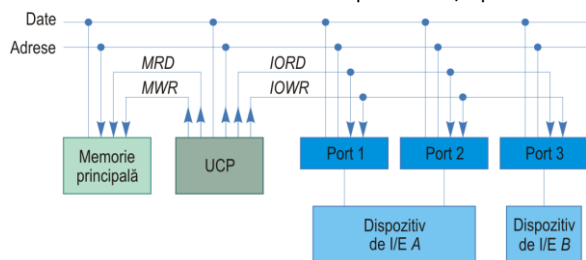 Date
Adrese
MRD
IORD
MWR
IOWR
Memorie
principală
UCP
Port 1
Port 2
Port 3
Dispozitiv
de I/E A
Dispozitiv
de I/E B